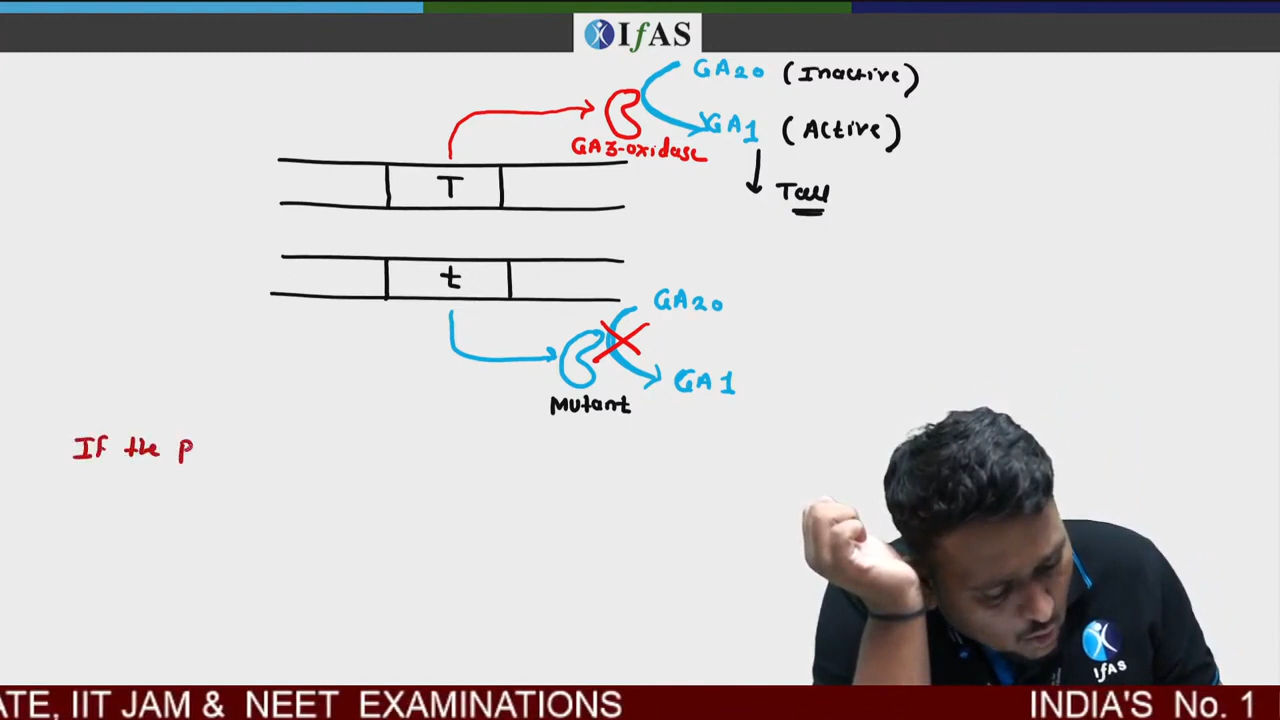 IfAS
GA20 (Inactive)
GA1 (Active)
GA3-oxidase
T
Tall
t
GA20
GA1
Mutant
If the p
IfAS
ATE, IIT JAM & NEET EXAMINATIONS INDIA'S No. 1